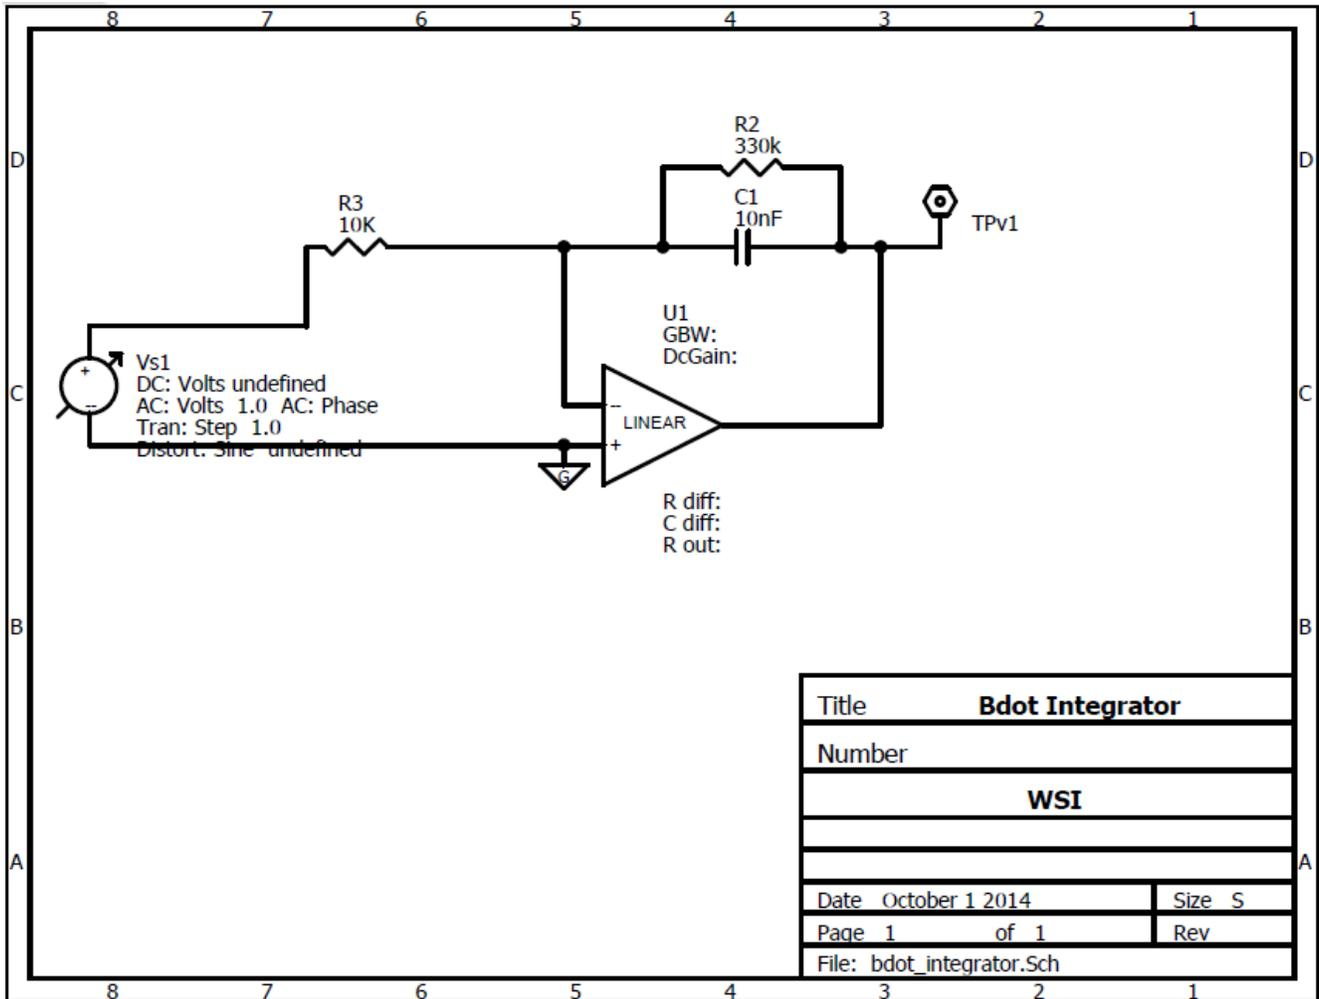 8 7 6 5 4 3 2 1
D D
R2
330k
C1
10nF
R3
10K
TPv1
U1
GBW:
DcGain:
Vs1
DC: Volts undefined
AC: Volts 1.0 AC: Phase
Tran: Step 1.0
Distort: Sine undefined
+
--
C C
--
LINEAR
+
G
R diff:
C diff:
R out:
B B
Title Bdot Integrator
Number
WSI
A A
Date October 1 2014 Size S
Page 1 of 1 Rev
File: bdot_integrator.Sch
8 7 6 5 4 3 2 1